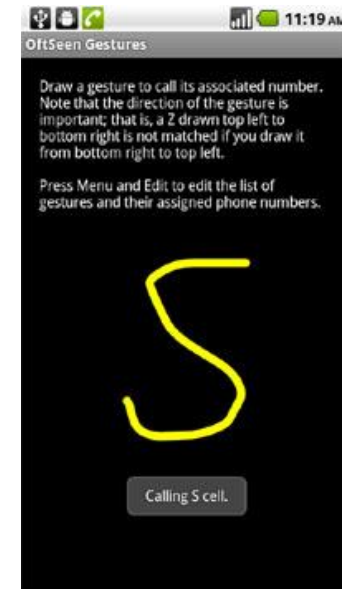 11:19 AM
OftSeen Gestures
Draw a gesture to call its associated number.
Note that the direction of the gesture is
important; that is, a Z drawn top left to
bottom right is not matched if you draw it
from bottom right to top left.
Press Menu and Edit to edit the list of
gestures and their assigned phone numbers.
S
Calling S cell.